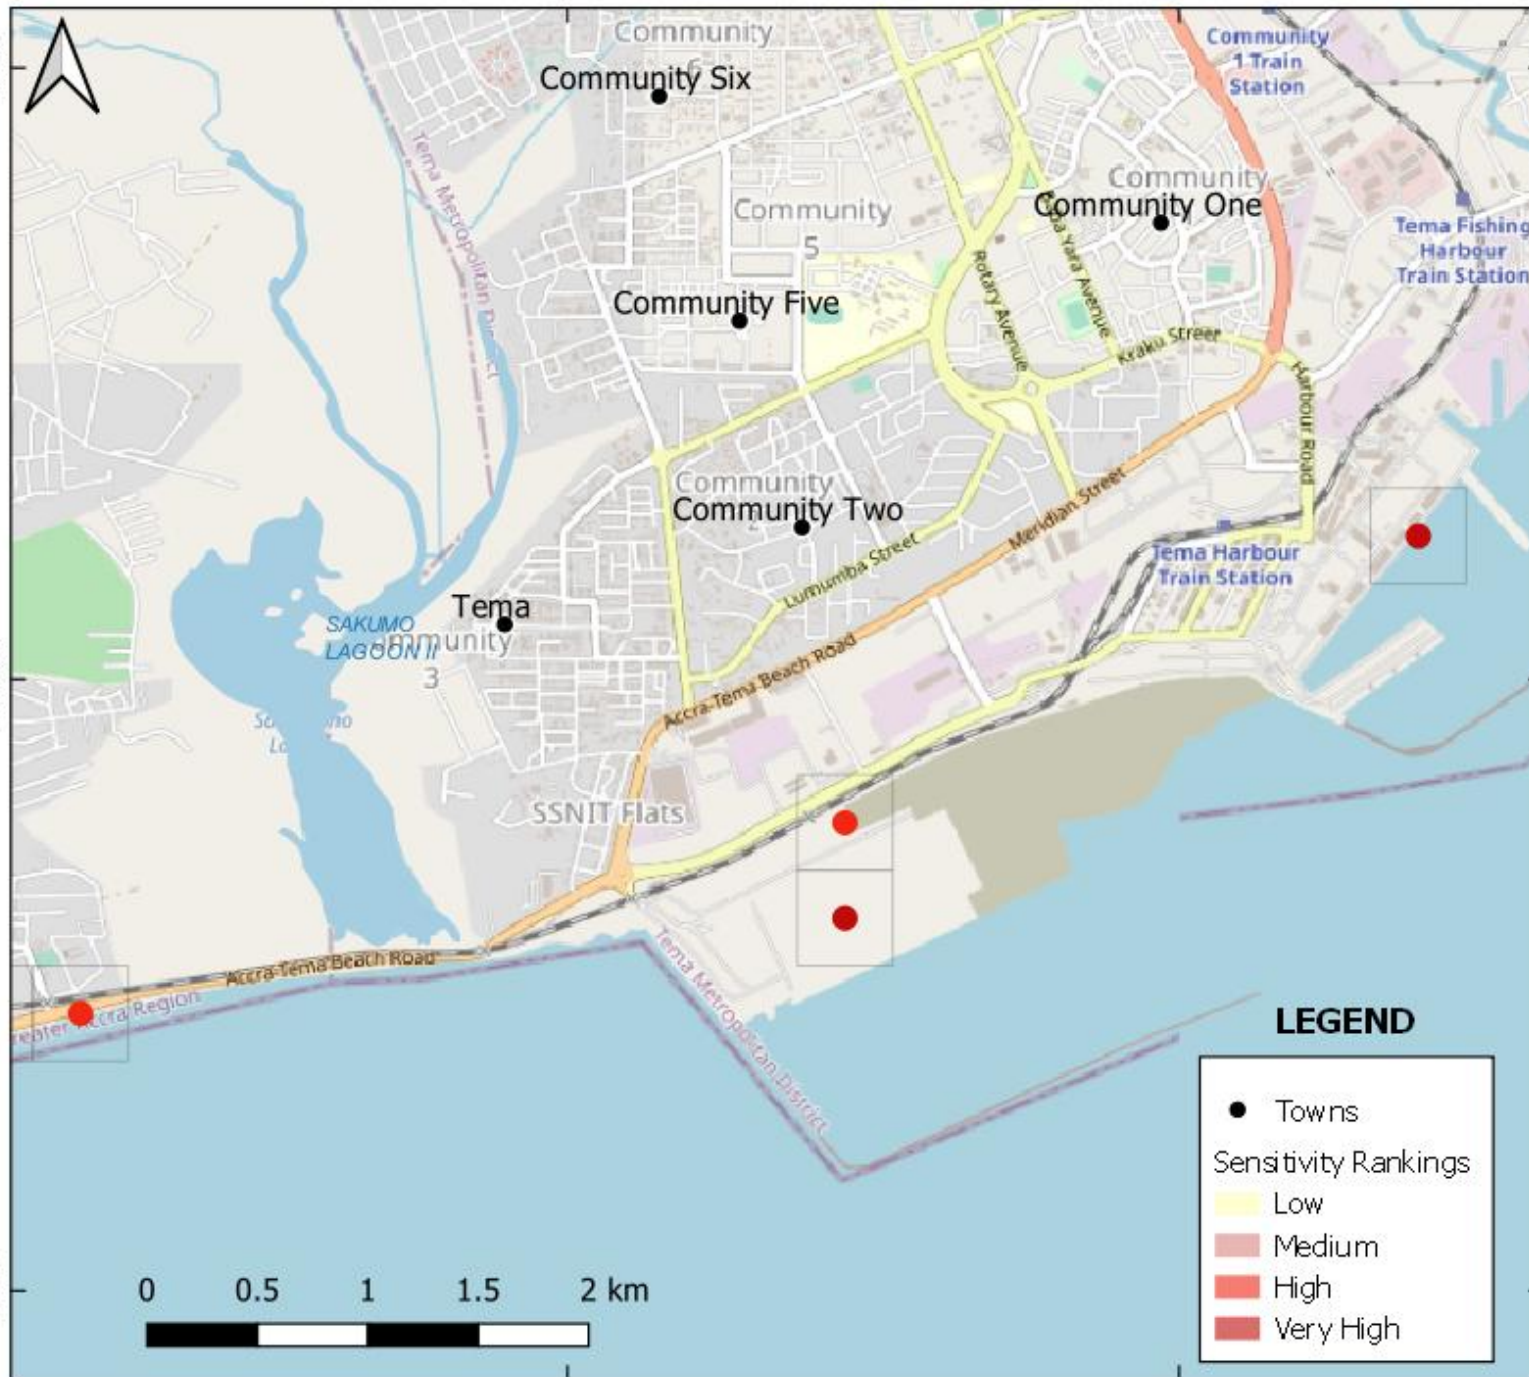 Community
6
Community Six
Community
1 Train
Station
Tema Metropolitan District
Community
Community One
Community
5
Tema Fishing
Harbour
Train Station
Rotary Avenue
Yara Avenue
Community Five
Kraku Street
Harbour Road
Community
Community Two
Meridian Street
Lumumba Street
Tema Harbour
Train Station
Tema
SAKUMO
LAGOON II
3
Accra-Tema Beach Road
SSNIT Flats
Accra-Tema Beach Road
Greater Accra Region
Tema Metropolitan District
LEGEND
Towns
Sensitivity Rankings
Low
Medium
High
Very High
0 0.5 1 1.5 2 km